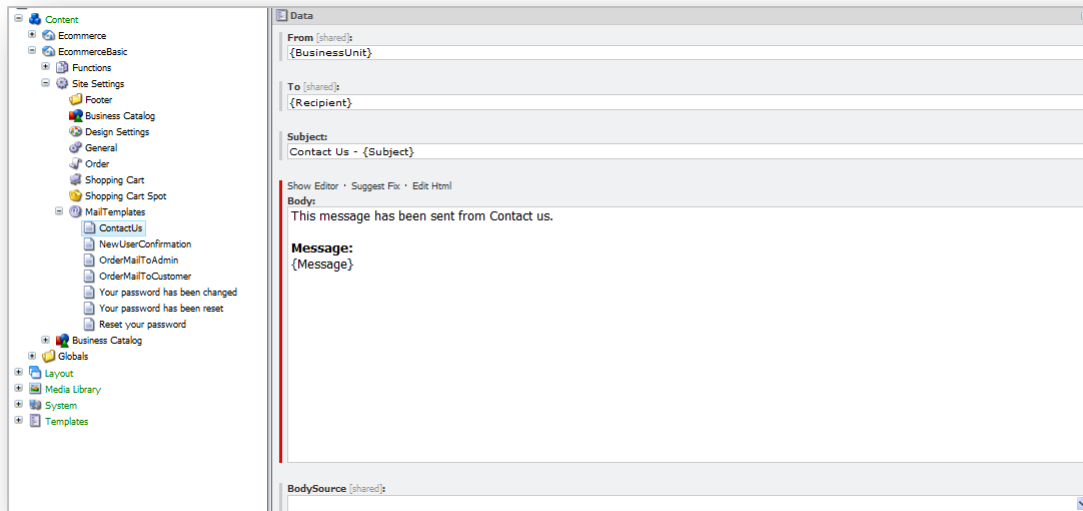 Content
Ecommerce
EcommerceBasic
Functions
Site Settings
Footer
Business Catalog
Design Settings
General
Order
Shopping Cart
Shopping Cart Spot
MailTemplates
ContactUs
NewUserConfirmation
OrderMailToAdmin
OrderMailToCustomer
Your password has been changed
Your password has been reset
Reset your password
Business Catalog
Globals
Layout
Media Library
System
Templates
Data
From [shared]:
{BusinessUnit}
To [shared]:
{Recipient}
Subject:
Contact Us - {Subject}
Show Editor · Suggest Fix · Edit Html
Body:
This message has been sent from Contact us.
Message:
{Message}
BodySource [shared]: